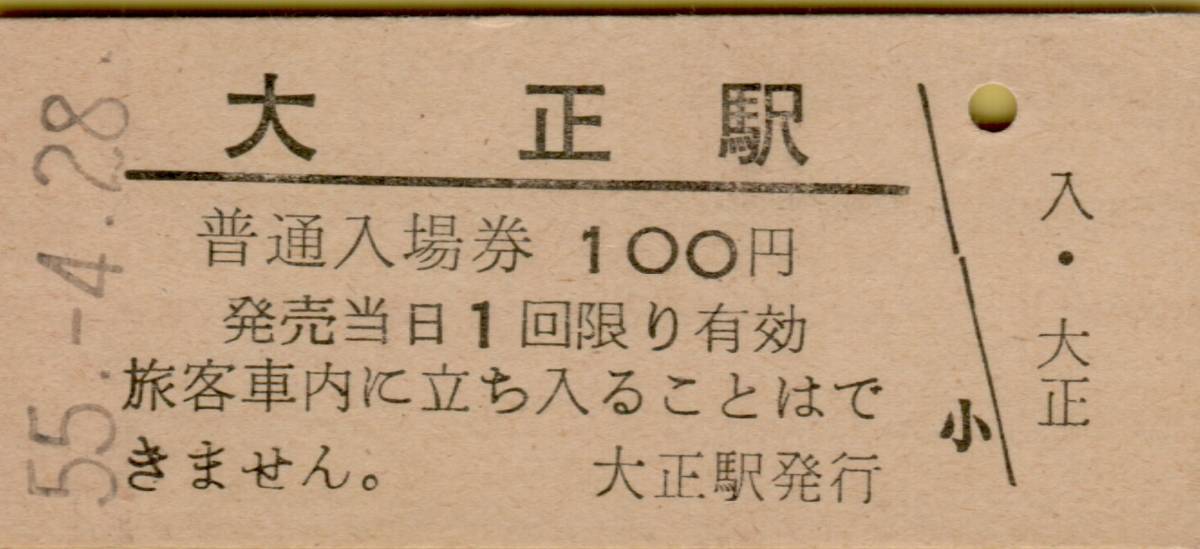 55.-4.28.
大正駅
普通入場券 100円
発売当日1回限り有効
旅客車内に立ち入ることはで
きません。 大正駅発行
小
入・大正